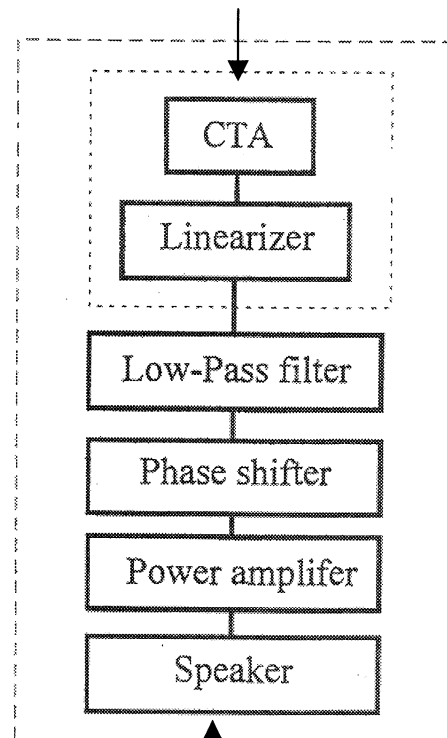 CTA
Linearizer
Low-Pass filter
Phase shifter
Power amplifer
Speaker